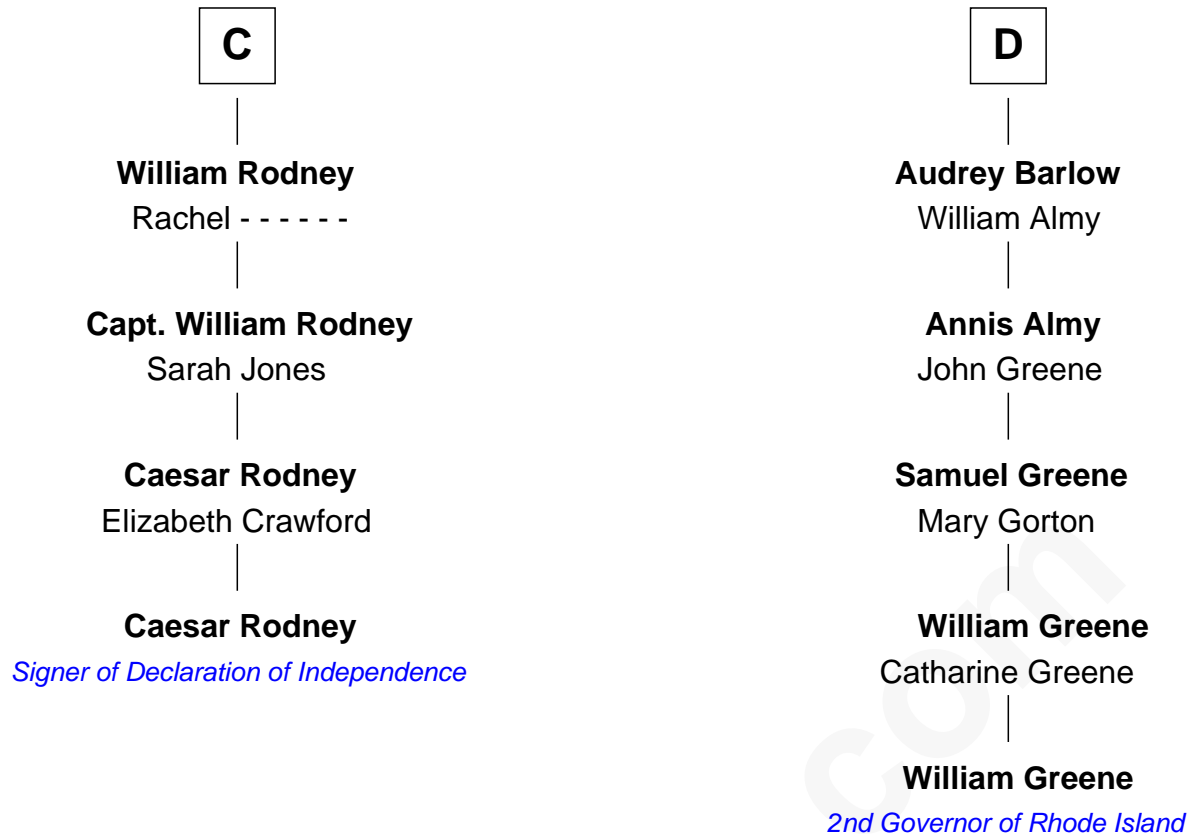 C
William Rodney
Rachel - - - - - -
Capt. William Rodney
Sarah Jones
Caesar Rodney
Elizabeth Crawford
Caesar Rodney
Signer of Declaration of Independence
D
Audrey Barlow
William Almy
Annis Almy
John Greene
Samuel Greene
Mary Gorton
William Greene
Catharine Greene
William Greene
2nd Governor of Rhode Island
com